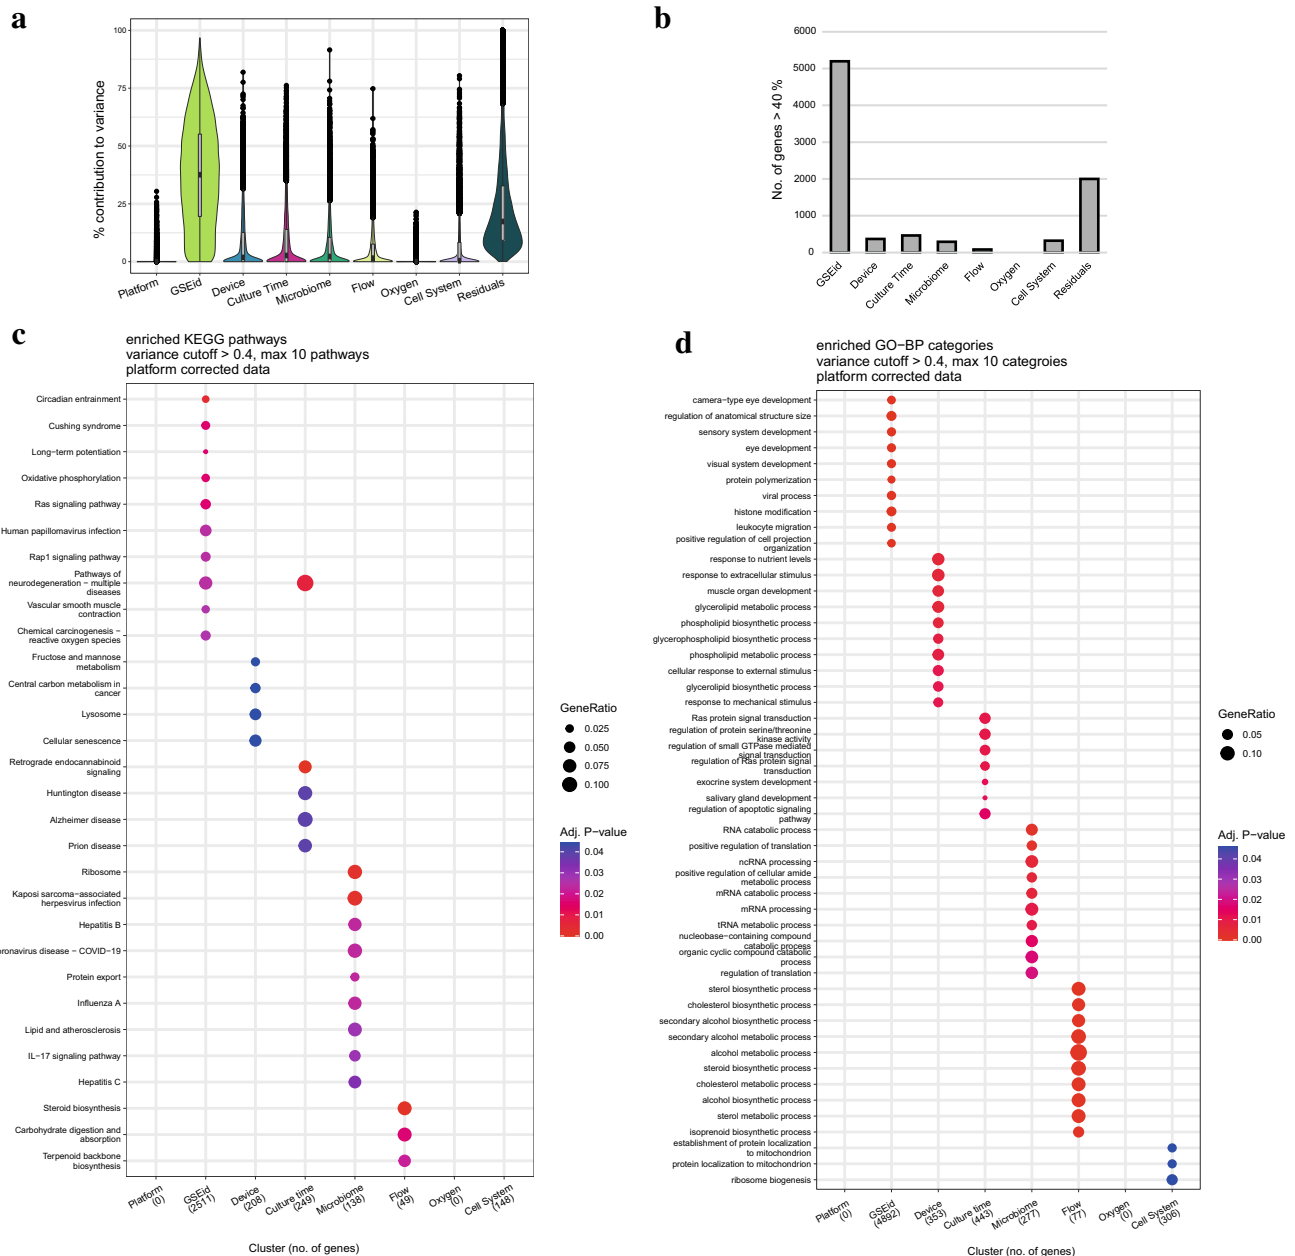 a
100
75
50
25
0
% contribution to variance
Platform
GSEid
Device
Culture Time
Microbiome
Flow
Oxygen
Cell System
Residuals
b
6000
5000
4000
3000
2000
1000
0
No. of genes > 40 %
GSEid
Device
Culture Time
Microbiome
Flow
Oxygen
Cell System
Residuals
c
enriched KEGG pathways
variance cutoff > 0.4, max 10 pathways
platform corrected data
Circadian entrainment
Cushing syndrome
Long−term potentiation
Oxidative phosphorylation
Ras signaling pathway
Human papillomavirus infection
Rap1 signaling pathway
Pathways of
neurodegeneration − multiple
diseases
Vascular smooth muscle
contraction
Chemical carcinogenesis −
reactive oxygen species
Fructose and mannose
metabolism
Central carbon metabolism in
cancer
Lysosome
Cellular senescence
Retrograde endocannabinoid
signaling
Huntington disease
Alzheimer disease
Prion disease
Ribosome
Kaposi sarcoma−associated
herpesvirus infection
Hepatitis B
oronavirus disease − COVID−19
Protein export
Influenza A
Lipid and atherosclerosis
IL−17 signaling pathway
Hepatitis C
Steroid biosynthesis
Carbohydrate digestion and
absorption
Terpenoid backbone
biosynthesis
Platform
(0)
GSEid
(2511)
Device
(208)
Culture time
(249)
Microbiome
(138)
Flow
(49)
Oxygen
(0)
Cell System
(148)
Cluster (no. of genes)
GeneRatio
0.025
0.050
0.075
0.100
Adj. P−value
0.04
0.03
0.02
0.01
0.00
d
enriched GO−BP categories
variance cutoff > 0.4, max 10 categroies
platform corrected data
camera−type eye development
regulation of anatomical structure size
sensory system development
eye development
visual system development
protein polymerization
viral process
histone modification
leukocyte migration
positive regulation of cell projection
organization
response to nutrient levels
response to extracellular stimulus
muscle organ development
glycerolipid metabolic process
phospholipid biosynthetic process
glycerophospholipid biosynthetic process
phospholipid metabolic process
cellular response to external stimulus
glycerolipid biosynthetic process
response to mechanical stimulus
Ras protein signal transduction
regulation of protein serine/threonine
kinase activity
regulation of small GTPase mediated
signal transduction
regulation of Ras protein signal
transduction
exocrine system development
salivary gland development
regulation of apoptotic signaling
pathway
RNA catabolic process
positive regulation of translation
ncRNA processing
positive regulation of cellular amide
metabolic process
mRNA catabolic process
mRNA processing
tRNA metabolic process
nucleobase−containing compound
catabolic process
organic cyclic compound catabolic
process
regulation of translation
sterol biosynthetic process
cholesterol biosynthetic process
secondary alcohol biosynthetic process
secondary alcohol metabolic process
alcohol metabolic process
steroid biosynthetic process
cholesterol metabolic process
alcohol biosynthetic process
sterol metabolic process
isoprenoid biosynthetic process
establishment of protein localization
to mitochondrion
protein localization to mitochondrion
ribosome biogenesis
Platform
(0)
GSEid
(4892)
Device
(353)
Culture time
(443)
Microbiome
(277)
Flow
(77)
Oxygen
(0)
Cell System
(306)
Cluster (no. of genes)
GeneRatio
0.05
0.10
Adj. P−value
0.04
0.03
0.02
0.01
0.00